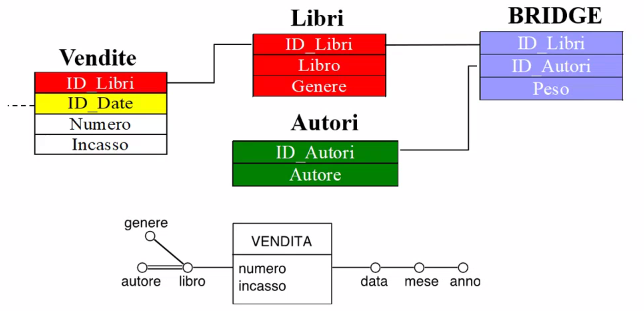 Vendite
ID_Libri
ID_Date
Numero
Incasso
Libri
ID_Libri
Libro
Genere
BRIDGE
ID_Libri
ID_Autori
Peso
Autori
ID_Autori
Autore
genere
autore
libro
VENDITA
numero
incasso
data
mese
anno